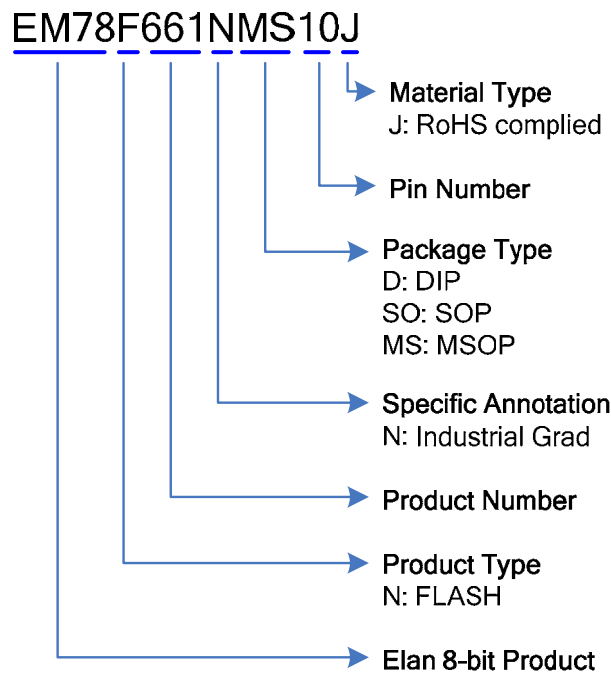 EM78F661NMS10J
Material Type
J: RoHS complied
Pin Number
Package Type
D: DIP
SO: SOP
MS: MSOP
Specific Annotation
N: Industrial Grad
Product Number
Product Type
N: FLASH
Elan 8-bit Product